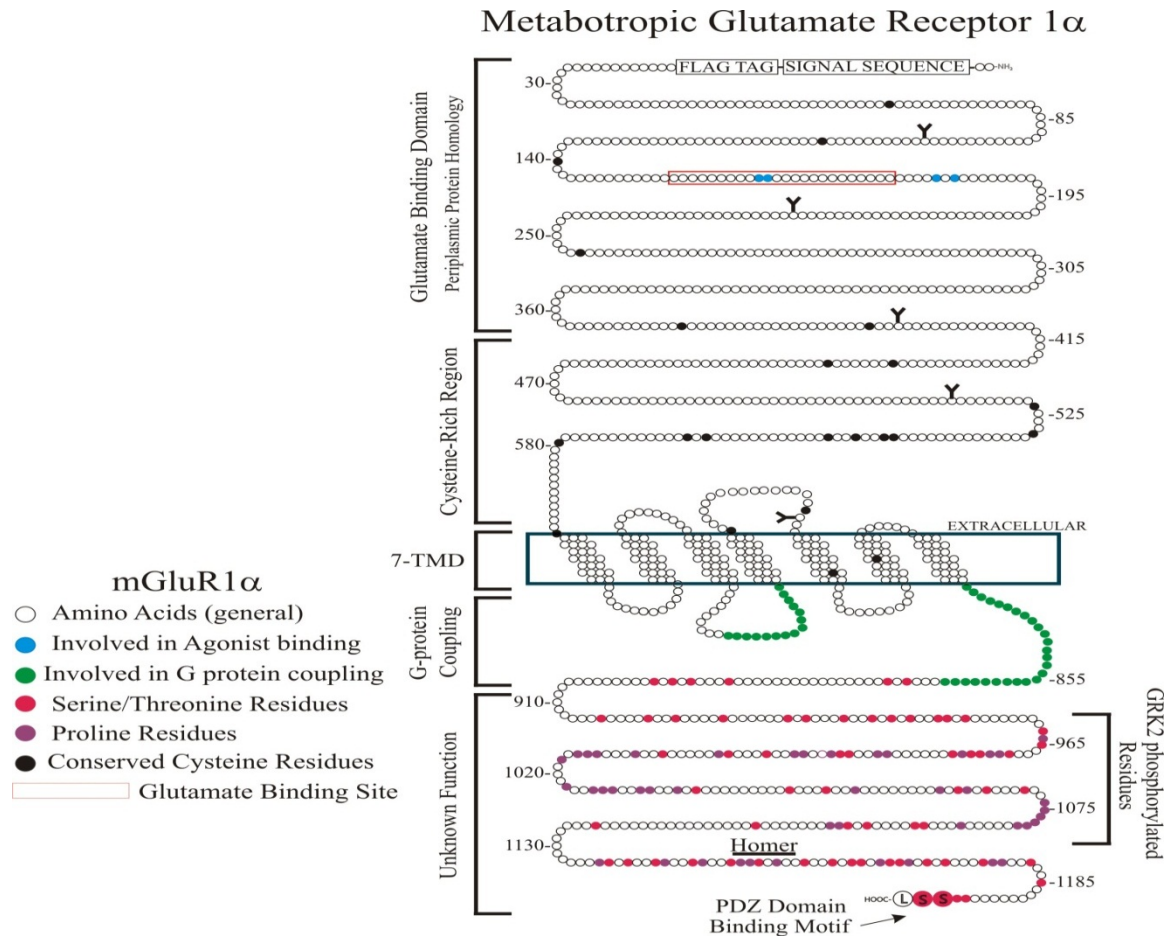 Metabotropic Glutamate Receptor 1α
FLAG TAG SIGNAL SEQUENCE -NH₃
30-
-85
140-
-195
250-
-305
360-
-415
470-
-525
580-
Glutamate Binding Domain
Periplasmic Protein Homology
Cysteine-Rich Region
EXTRACELLULAR
7-TMD
G-protein
Coupling
-855
910-
-965
1020-
-1075
1130-
-1185
GRK2 phosphorylated
Residues
Unknown Function
Homer
HOOC- L S S
PDZ Domain
Binding Motif
mGluR1α
Amino Acids (general)
Involved in Agonist binding
Involved in G protein coupling
Serine/Threonine Residues
Proline Residues
Conserved Cysteine Residues
Glutamate Binding Site